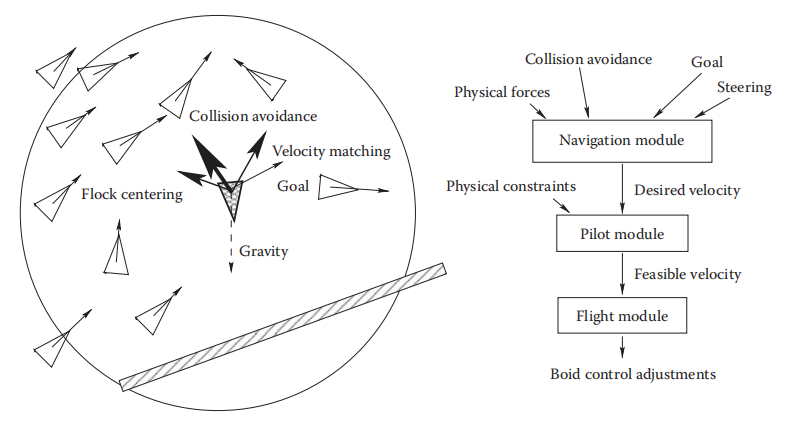 Collision avoidance
Velocity matching
Goal
Flock centering
Gravity
Collision avoidance
Goal
Steering
Physical forces
Navigation module
Physical constraints
Desired velocity
Pilot module
Feasible velocity
Flight module
Boid control adjustments